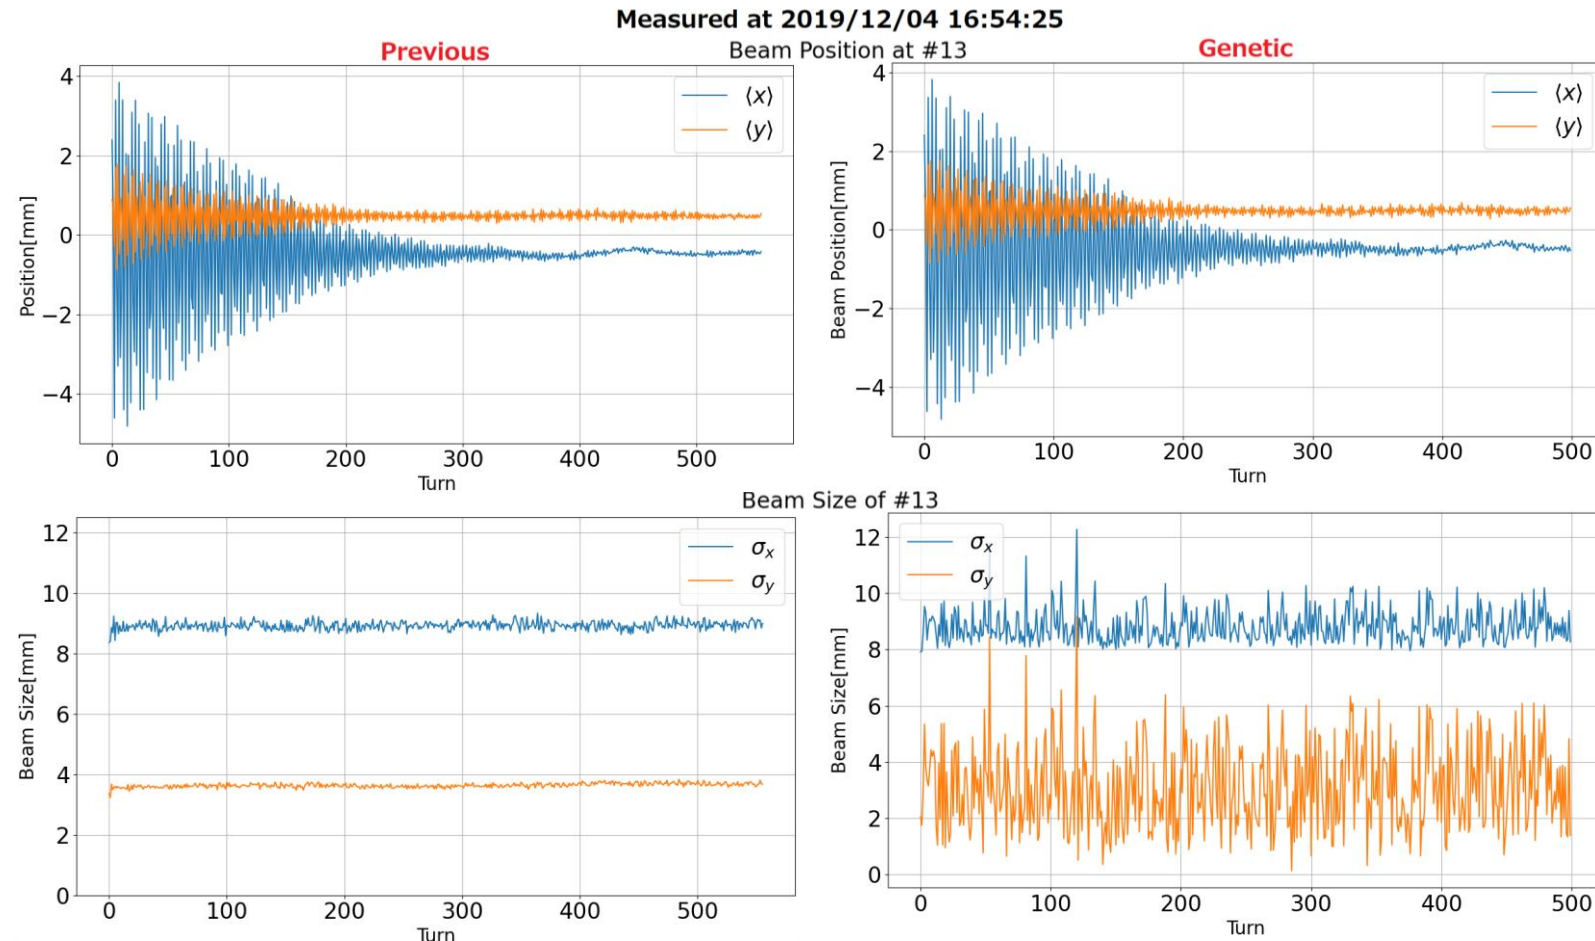 Measured at 2019/12/04 16:54:25
Previous
Beam Position at #13
Genetic
4
2
0
−2
−4
Position[mm]
⟨x⟩
⟨y⟩
0 100 200 300 400 500
Turn
4
2
0
−2
−4
Beam Position[mm]
⟨x⟩
⟨y⟩
0 100 200 300 400 500
Turn
Beam Size of #13
12
10
8
6
4
2
0
Beam Size[mm]
σx
σy
0 100 200 300 400 500
Turn
12
10
8
6
4
2
0
Beam Size[mm]
σx
σy
0 100 200 300 400 500
Turn